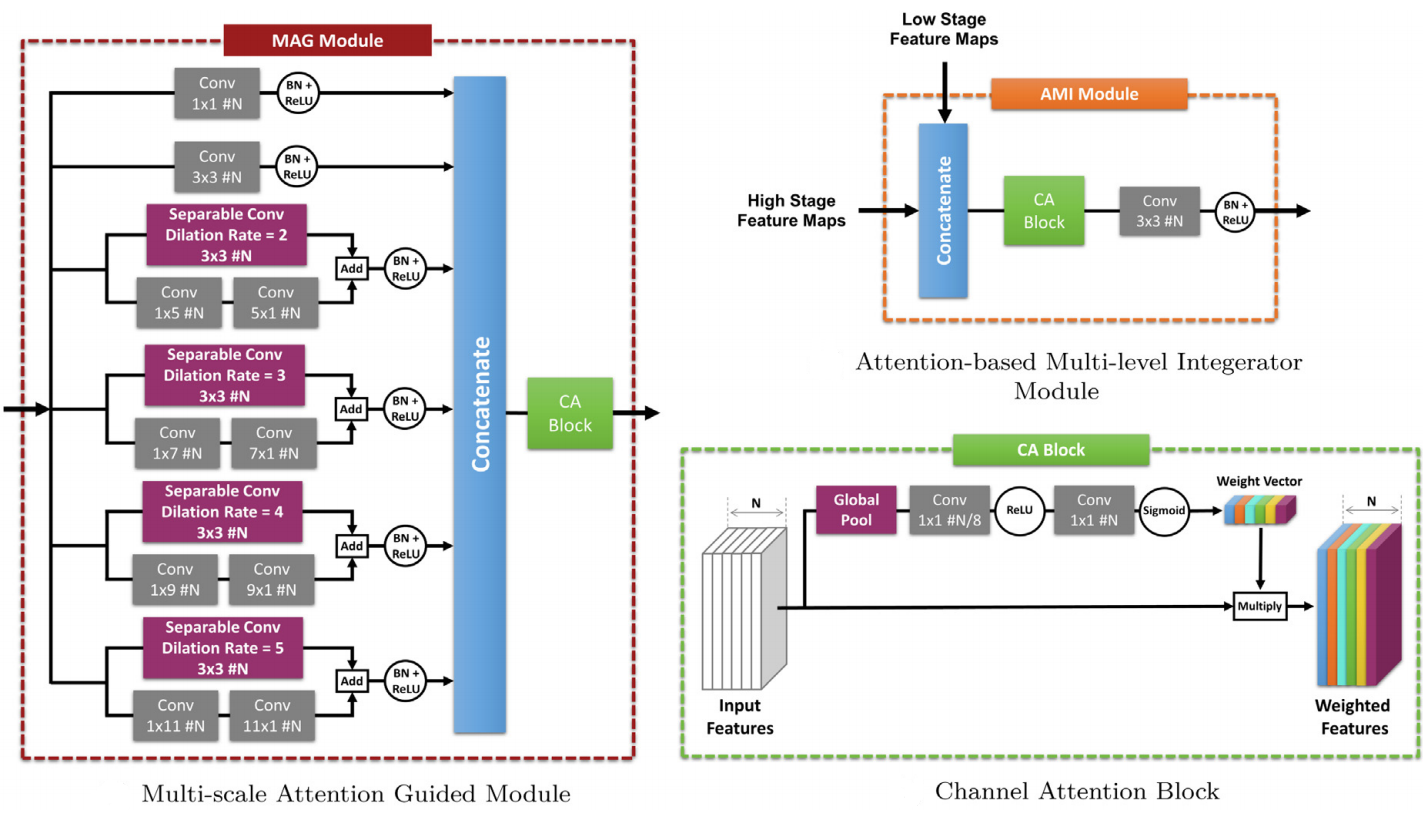 MAG Module
Conv
1x1 #N
BN +
ReLU
Conv
3x3 #N
BN +
ReLU
Separable Conv
Dilation Rate = 2
3x3 #N
Conv
1x5 #N
Conv
5x1 #N
Add
BN +
ReLU
Separable Conv
Dilation Rate = 3
3x3 #N
Conv
1x7 #N
Conv
7x1 #N
Add
BN +
ReLU
Separable Conv
Dilation Rate = 4
3x3 #N
Conv
1x9 #N
Conv
9x1 #N
Add
BN +
ReLU
Separable Conv
Dilation Rate = 5
3x3 #N
Conv
1x11 #N
Conv
11x1 #N
Add
BN +
ReLU
Concatenate
CA
Block
Multi-scale Attention Guided Module
Low Stage
Feature Maps
AMI Module
High Stage
Feature Maps
Concatenate
CA
Block
Conv
3x3 #N
BN +
ReLU
Attention-based Multi-level Integerator
Module
CA Block
N
Input
Features
Global
Pool
Conv
1x1 #N/8
ReLU
Conv
1x1 #N
Sigmoid
Weight Vector
Multiply
N
Weighted
Features
Channel Attention Block